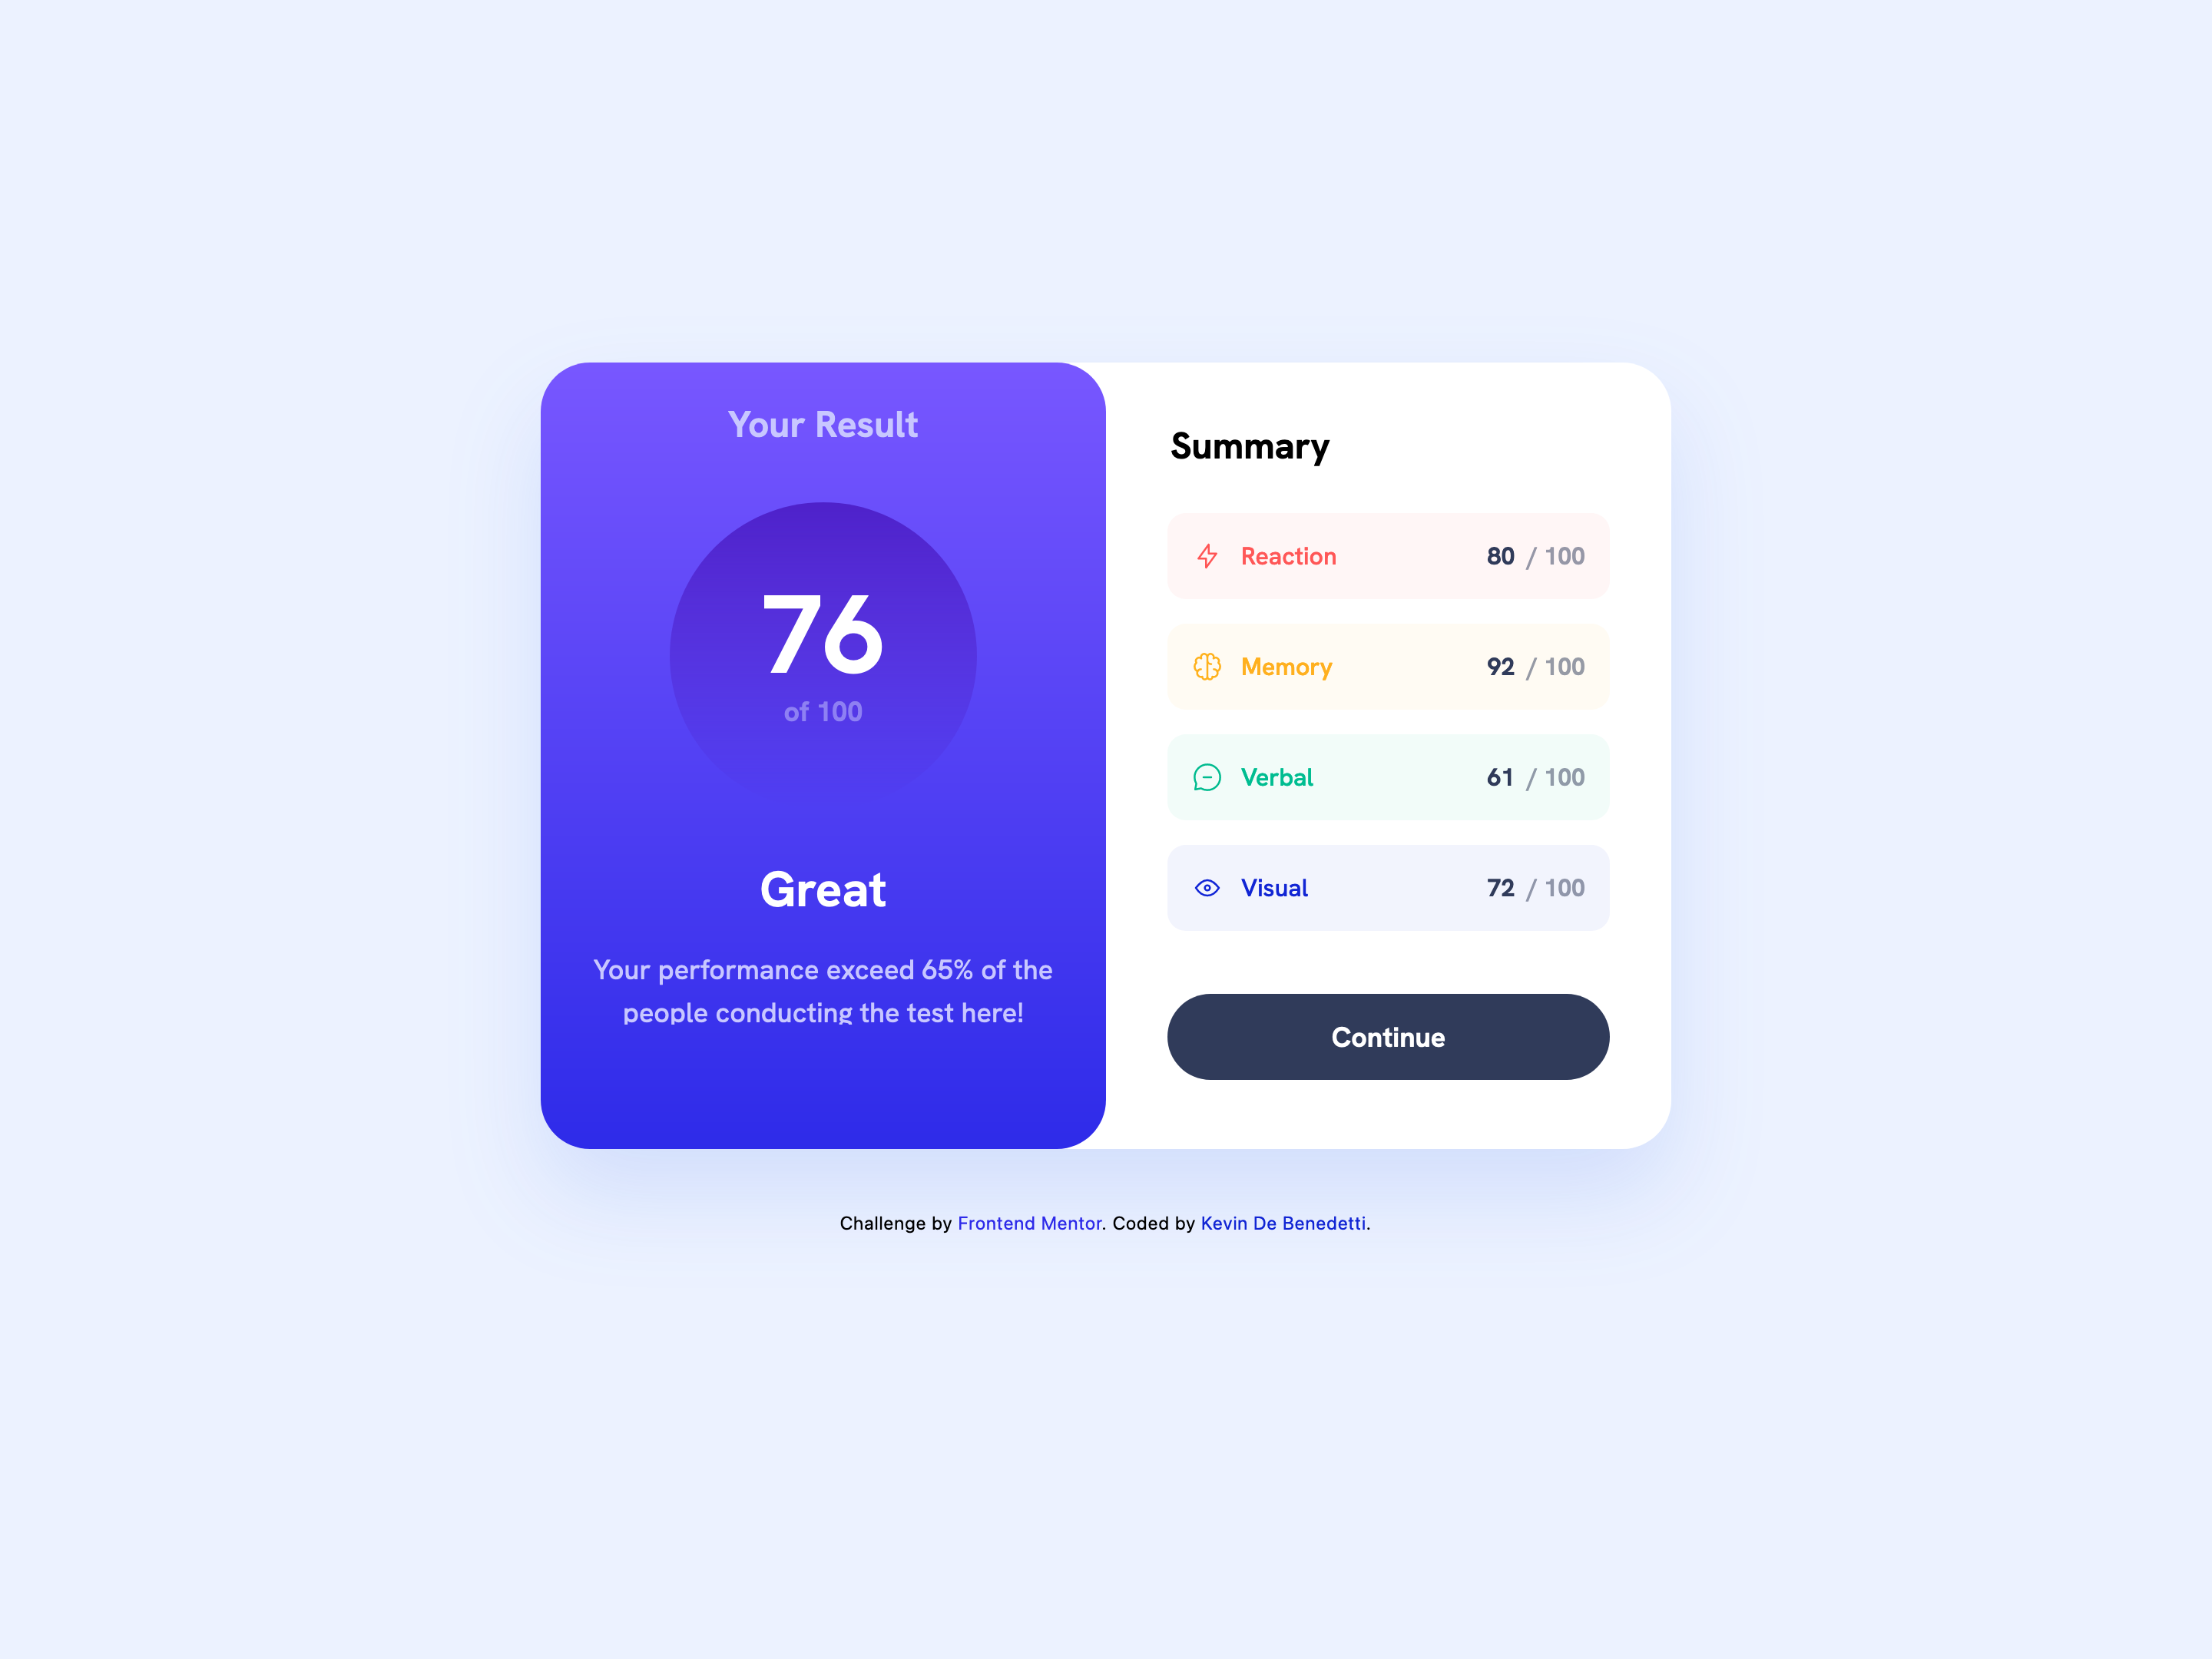 Your Result
76
of 100
Great
Your performance exceed 65% of the
people conducting the test here!
Summary
Reaction 80 / 100
Memory 92 / 100
Verbal 61 / 100
Visual 72 / 100
Continue
Challenge by Frontend Mentor. Coded by Kevin De Benedetti.